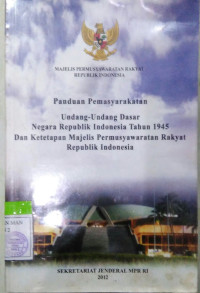 MAJELIS PERMUSYAWARATAN RAKYAT
REPUBLIK INDONESIA
Panduan Pemasyarakatan
Undang-Undang Dasar
Negara Republik Indonesia Tahun 1945
Dan Ketetapan Majelis Permusyawaratan Rakyat
Republik Indonesia
SEKRETARIAT JENDERAL MPR RI
2012